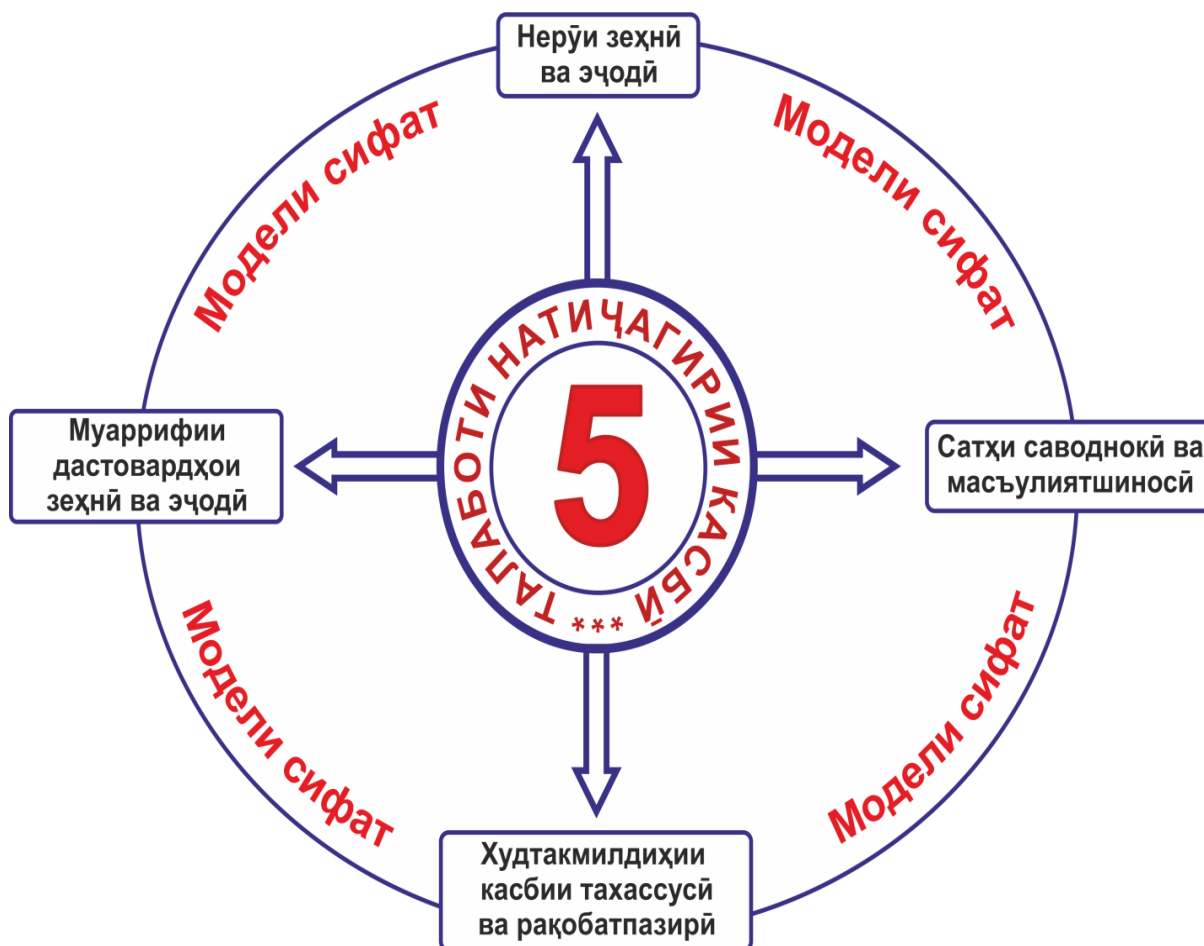 Нерӯи зеҳнӣ
ва эҷодӣ
Модели сифат
Модели сифат
ТАЛАБОТИ НАТИҶАГИРИИ КАСБӢ ***
5
Муаррифии
дастовардҳои
зеҳнӣ ва эҷодӣ
Сатҳи саводнокӣ ва
масъулиятшиносӣ
Модели сифат
Модели сифат
Худтакмилдиҳии
касбии тахассусӣ
ва рақобатпазирӣ